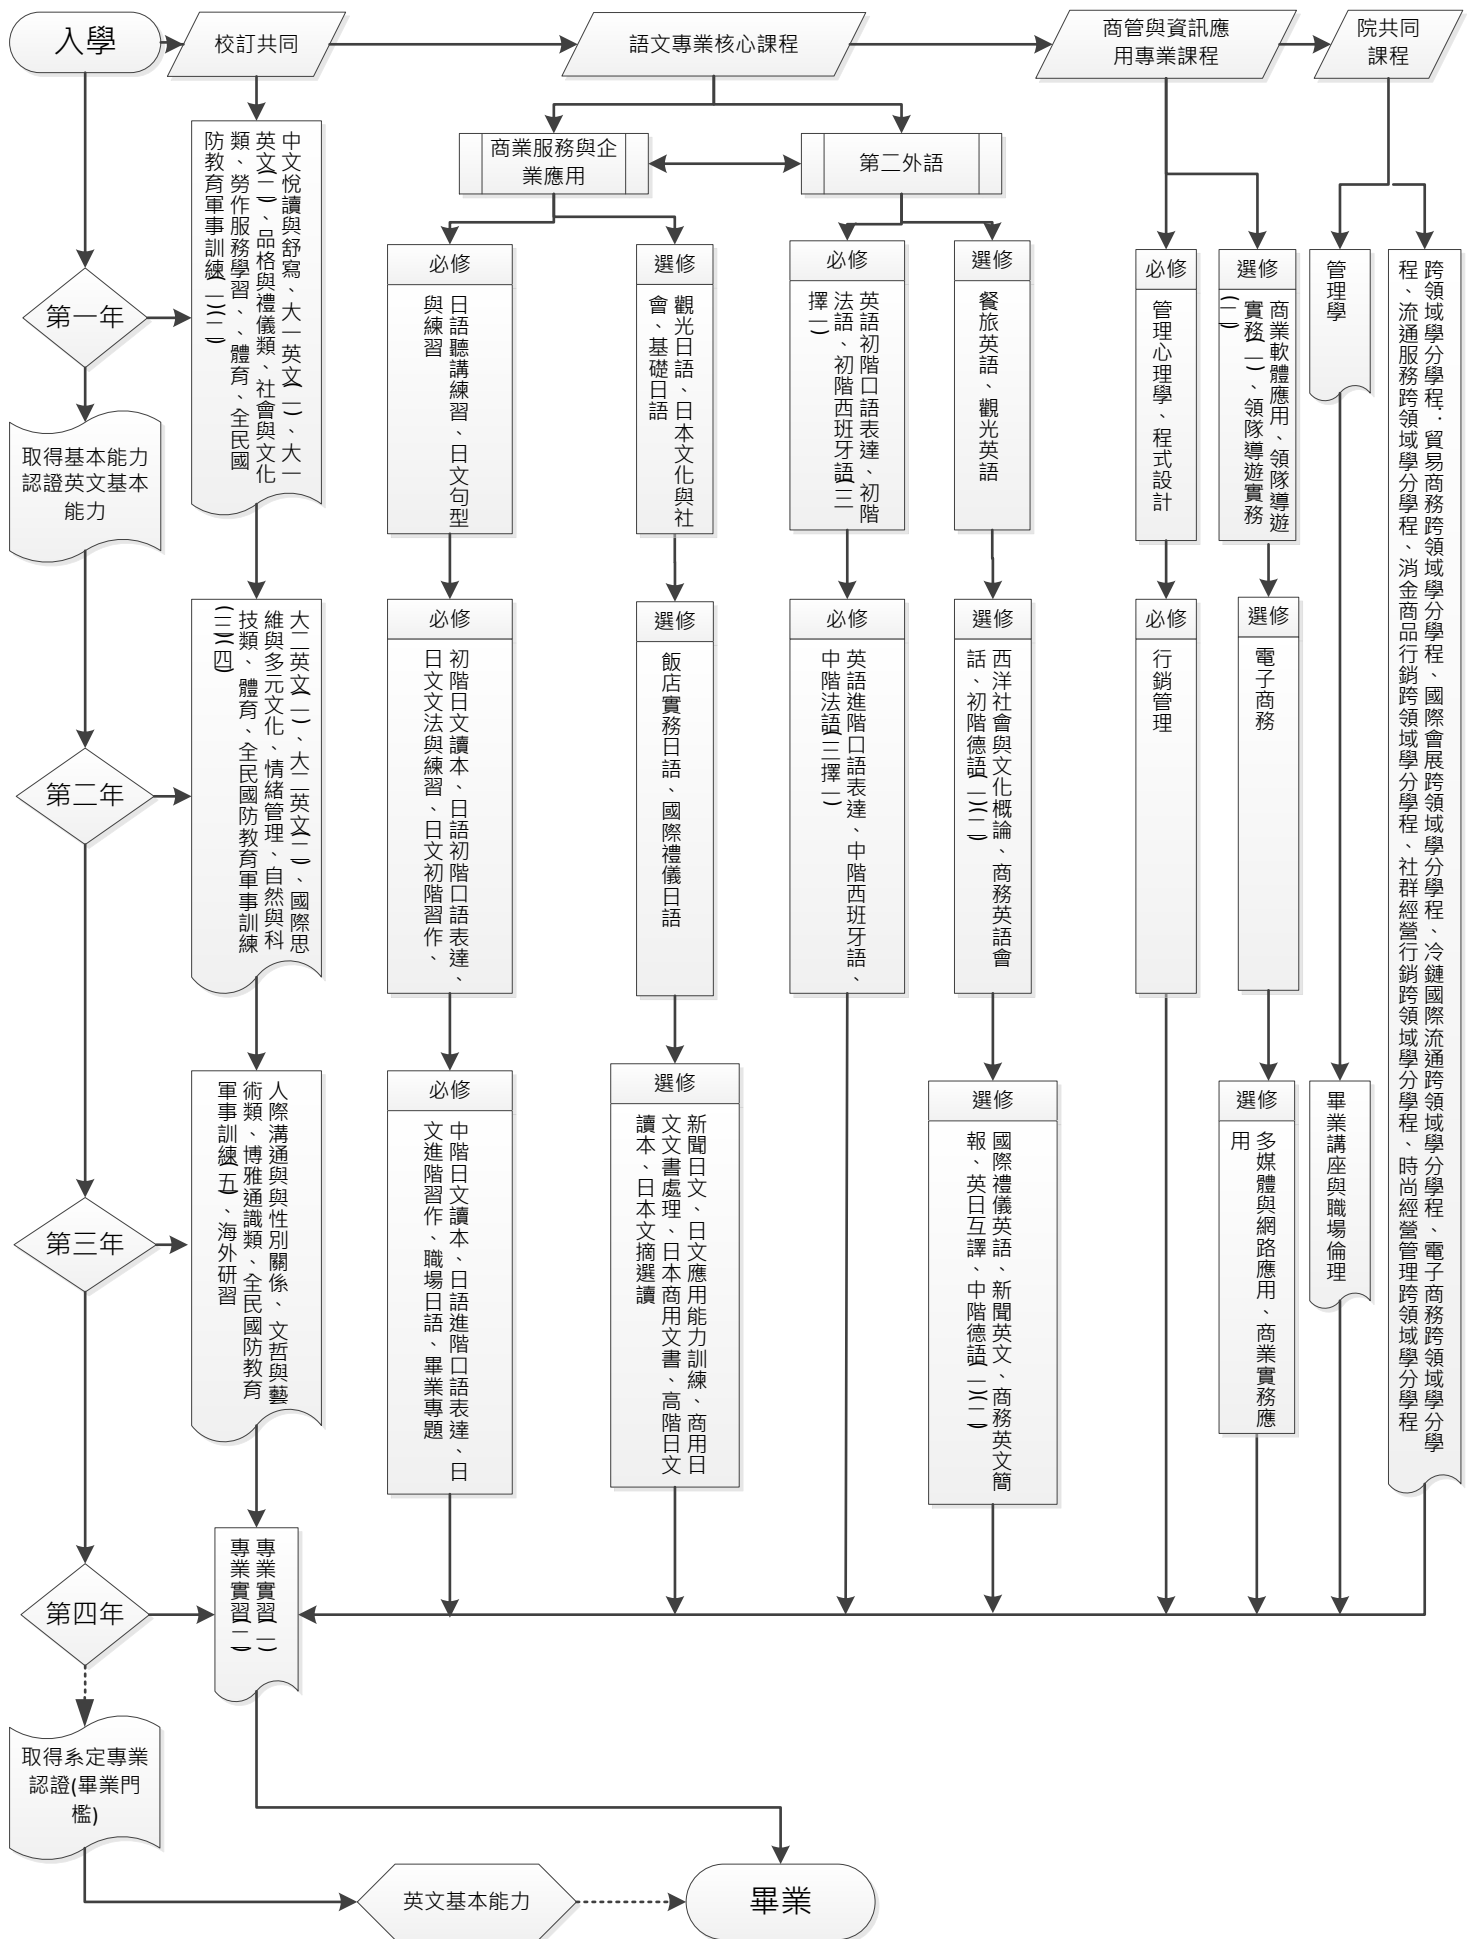 入學
校訂共同
語文專業核心課程
商管與資訊應
用專業課程
院共同
課程
商業服務與企
業應用
第二外語
第一年
中文悅讀與舒寫、大一英文(一)、大一
英文(二)、品格與禮儀類、社會與文化
類、勞作服務學習、、體育、全民國
防教育軍事訓練(一)(二)
必修
日語聽講練習、日文句型
與練習
選修
觀光日語、日本文化與社
會、基礎日語
必修
英語初階口語表達、初階
法語、初階西班牙語(三
擇一)
選修
餐旅英語、觀光英語
必修
管理心理學、程式設計
選修
商業軟體應用、領隊導遊
實務(一)、領隊導遊實務
(二)
管理學
跨領域學分學程：貿易商務跨領域學分學程、國際會展跨領域學分學程、冷鏈國際流通跨領域學分學程、電子商務跨領域學分學
程、流通服務跨領域學分學程、消金商品行銷跨領域學分學程、社群經營行銷跨領域學分學程、時尚經營管理跨領域學分學程
取得基本能力
認證英文基本
能力
第二年
大二英文(一)、大二英文(二)、國際思
維與多元文化、情緒管理、自然與科
技類、體育、全民國防教育軍事訓練
(三)(四)
必修
初階日文讀本、日語初階口語表達、
日文文法與練習、日文初階習作、
選修
飯店實務日語、國際禮儀日語
必修
英語進階口語表達、中階西班牙語、
中階法語(三擇一)
選修
西洋社會與文化概論、商務英語會
話、初階德語(一)(二)
必修
行銷管理
選修
電子商務
第三年
人際溝通與與性別關係、文哲與藝
術類、博雅通識類、全民國防教育
軍事訓練(五)、海外研習
必修
中階日文讀本、日語進階口語表達、日
文進階習作、職場日語、畢業專題
選修
新聞日文、日文應用能力訓練、商用日
文文書處理、日本商用文書、高階日文
讀本、日本文摘選讀
選修
國際禮儀英語、新聞英文、商務英文簡
報、英日互譯、中階德語(一)(二)
選修
多媒體與網路應用、商業實務應
用
畢業講座與職場倫理
第四年
專業實習(一)
專業實習(二)
取得系定專業
認證(畢業門
檻)
英文基本能力
畢業